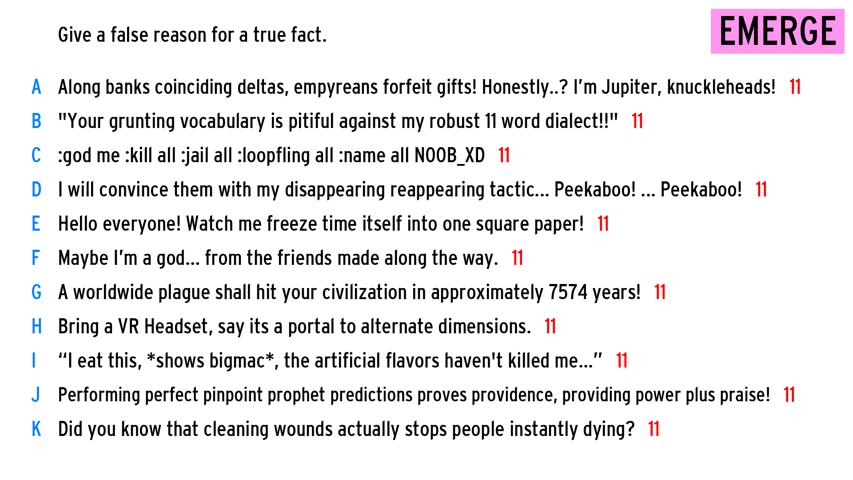 Give a false reason for a true fact.
EMERGE
A Along banks coinciding deltas, empyreans forfeit gifts! Honestly..? I'm Jupiter, knuckleheads! 11
B "Your grunting vocabulary is pitiful against my robust 11 word dialect!!" 11
C :god me :kill all :jail all :loopfling all :name all N00B_XD 11
D I will convince them with my disappearing reappearing tactic... Peekaboo! ... Peekaboo! 11
E Hello everyone! Watch me freeze time itself into one square paper! 11
F Maybe I'm a god... from the friends made along the way. 11
G A worldwide plague shall hit your civilization in approximately 7574 years! 11
H Bring a VR Headset, say its a portal to alternate dimensions. 11
I “I eat this, *shows bigmac*, the artificial flavors haven't killed me...” 11
J Performing perfect pinpoint prophet predictions proves providence, providing power plus praise! 11
K Did you know that cleaning wounds actually stops people instantly dying? 11